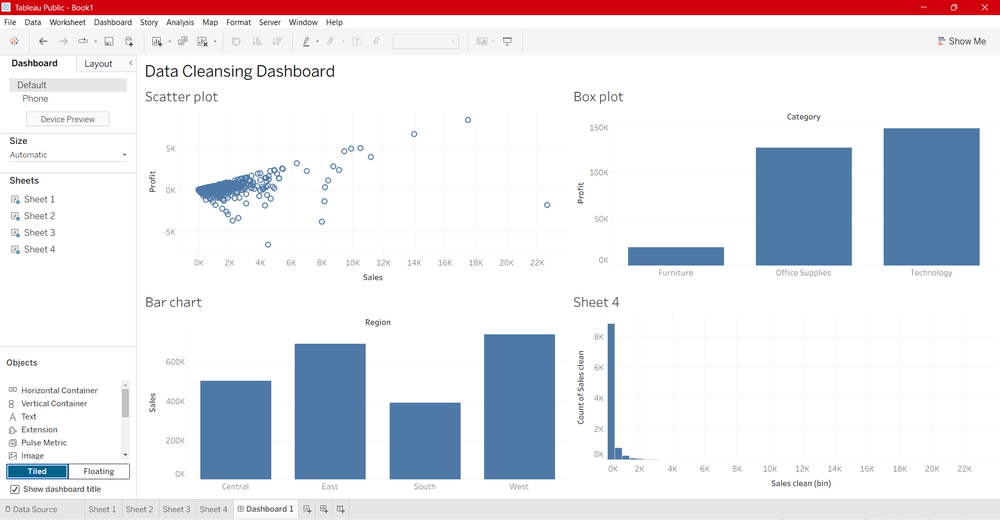 Tableau Public - Book1
File Data Worksheet Dashboard Story Analysis Map Format Server Window Help
Show Me
Dashboard Layout
Default
Phone
Device Preview
Size
Automatic
Sheets
Sheet 1
Sheet 2
Sheet 3
Sheet 4
Objects
Horizontal Container
Vertical Container
Text
Extension
Pulse Metric
Image
Tiled Floating
Show dashboard title
Data Cleansing Dashboard
Scatter plot
Profit
5K
0K
-5K
0K 2K 4K 6K 8K 10K 12K 14K 16K 18K 20K 22K
Sales
Box plot
Category
Profit
150K
100K
50K
0K
Furniture Office Supplies Technology
Bar chart
Region
Sales
600K
400K
200K
0K
Central East South West
Sheet 4
Count of Sales clean
8K
6K
4K
2K
0K
0K 2K 4K 6K 8K 10K 12K 14K 16K 18K 20K 22K
Sales clean (bin)
Data Source Sheet 1 Sheet 2 Sheet 3 Sheet 4 Dashboard 1